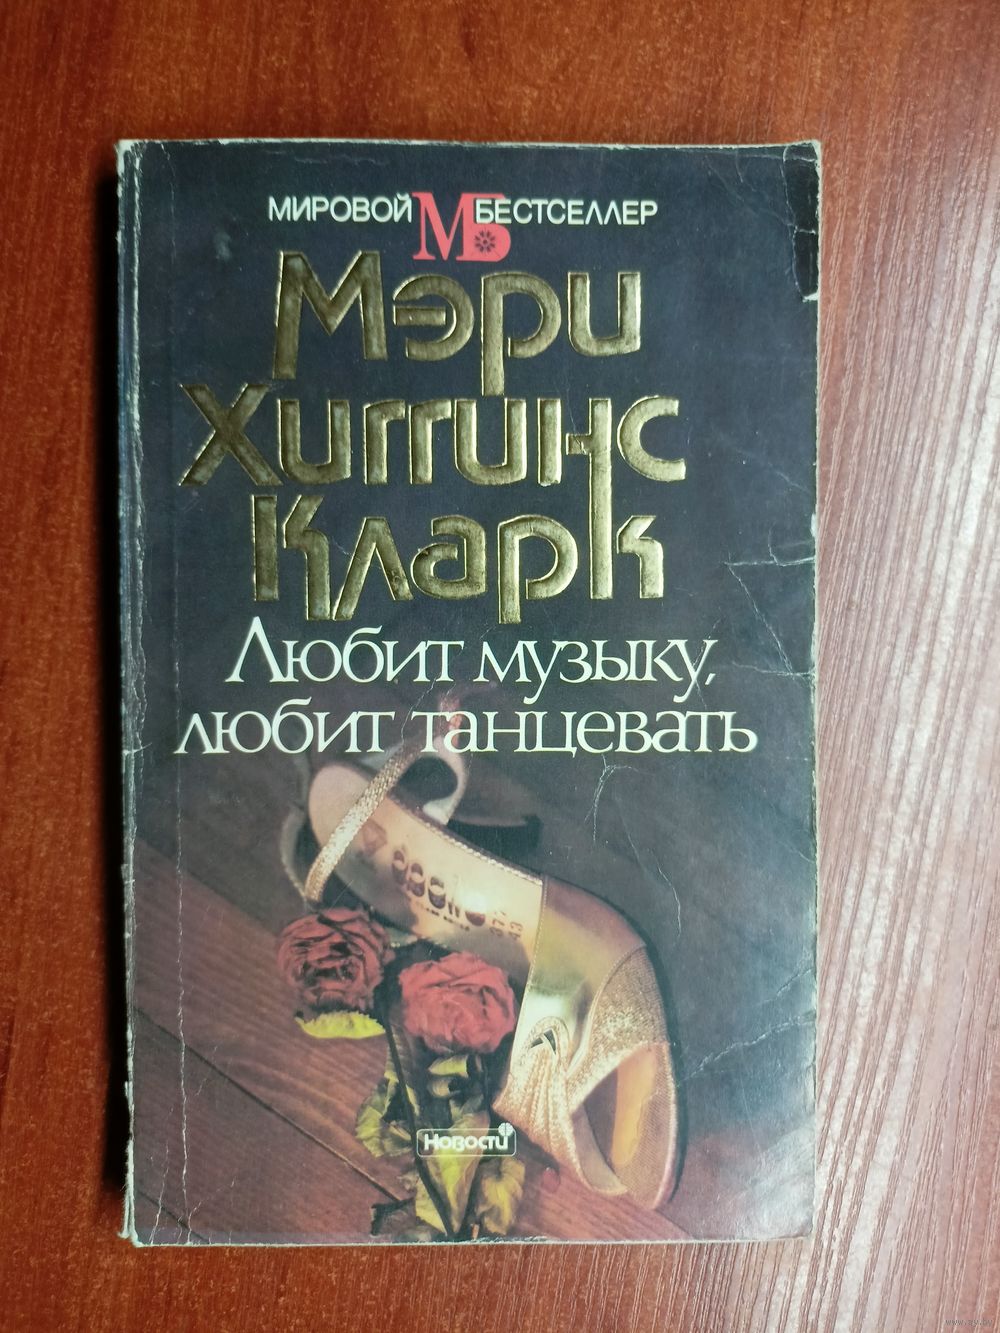 МИРОВОЙ МБ БЕСТСЕЛЛЕР
Мэри
Хиггинс
Кларк
Любит музыку,
любит танцевать
Новости